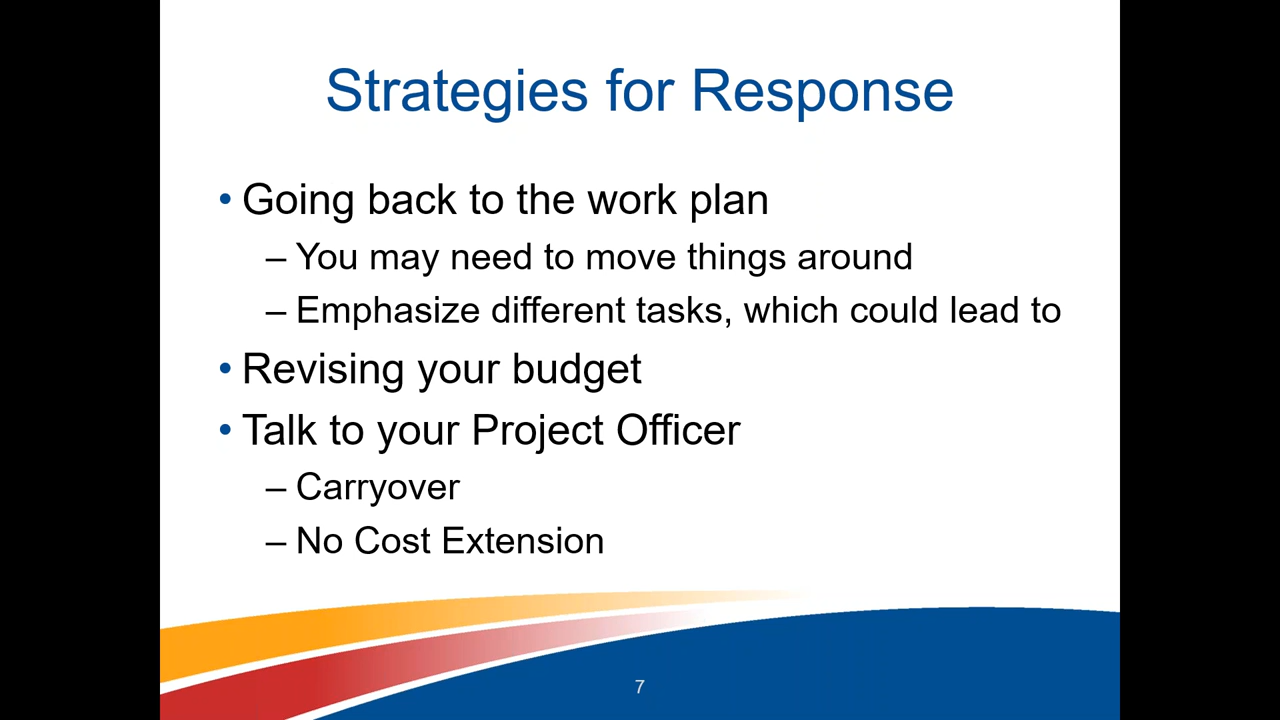 Strategies for Response
• Going back to the work plan
– You may need to move things around
– Emphasize different tasks, which could lead to
• Revising your budget
• Talk to your Project Officer
– Carryover
– No Cost Extension
7